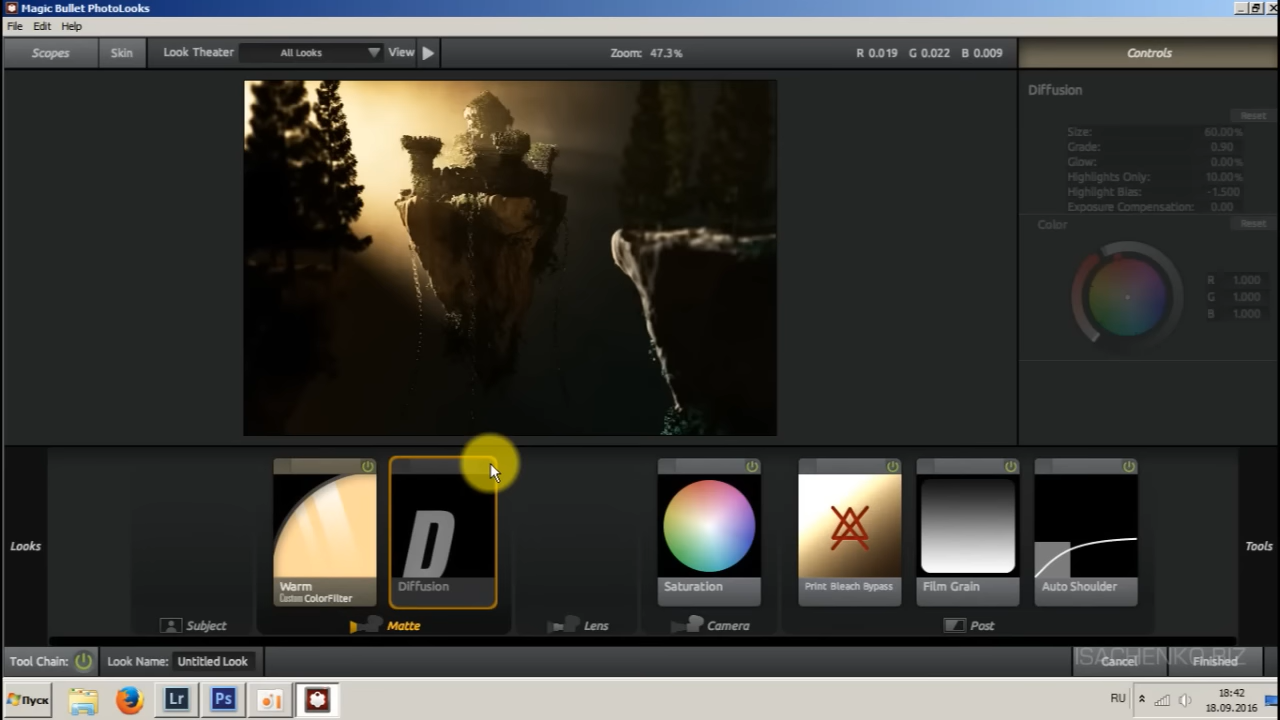 Magic Bullet PhotoLooks
File Edit Help
Scopes Skin Look Theater All Looks View Zoom: 47.3% R 0.019 G 0.022 B 0.009 Controls
Diffusion
Reset
Size: 60.00%
Grade: 0.90
Glow: 0.00%
Highlights Only: 10.00%
Highlight Bias: -1.500
Exposure Compensation: 0.00
Color Reset
R 1.000
G 1.000
B 1.000
Looks
D
Tools
Warm
Custom ColorFilter
Diffusion
Saturation
Print Bleach Bypass
Film Grain
Auto Shoulder
Subject Matte Lens Camera Post
Tool Chain: Look Name: Untitled Look Cancel Finished
ISACHENKO.BIZ
Пуск Lr Ps RU 18:42
18.09.2016